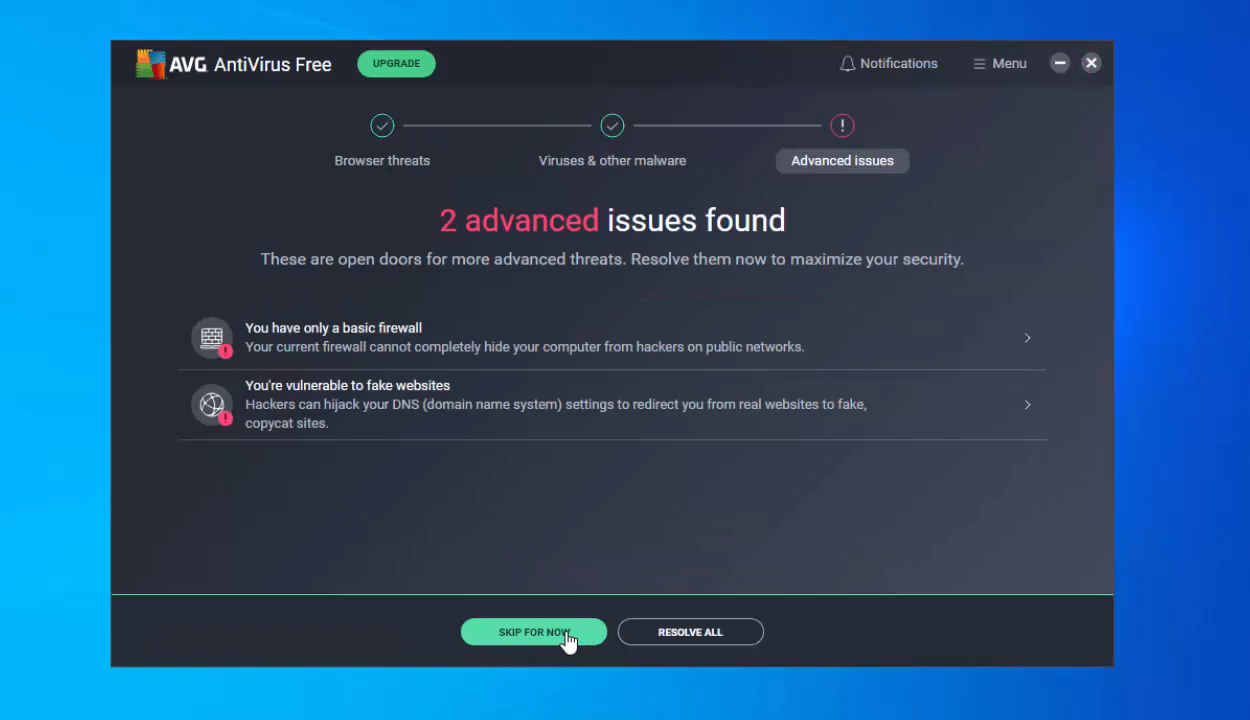 AVG AntiVirus Free UPGRADE Notifications Menu
Browser threats Viruses & other malware Advanced issues
2 advanced issues found
These are open doors for more advanced threats. Resolve them now to maximize your security.
You have only a basic firewall
Your current firewall cannot completely hide your computer from hackers on public networks.
You're vulnerable to fake websites
Hackers can hijack your DNS (domain name system) settings to redirect you from real websites to fake,
copycat sites.
SKIP FOR NOW RESOLVE ALL